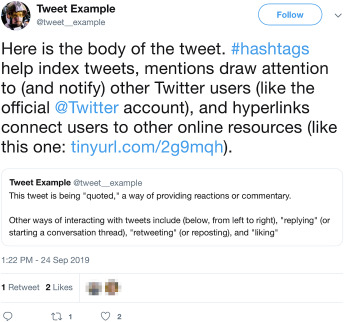 Tweet Example
@tweet__example
Follow
Here is the body of the tweet. #hashtags
help index tweets, mentions draw attention
to (and notify) other Twitter users (like the
official @Twitter account), and hyperlinks
connect users to other online resources (like
this one: tinyurl.com/2g9mqh).
Tweet Example @tweet__example
This tweet is being "quoted," a way of providing reactions or commentary.
Other ways of interacting with tweets include (below, from left to right), "replying" (or
starting a conversation thread), "retweeting" (or reposting), and "liking"
1:22 PM - 24 Sep 2019
1 Retweet 2 Likes
1 2